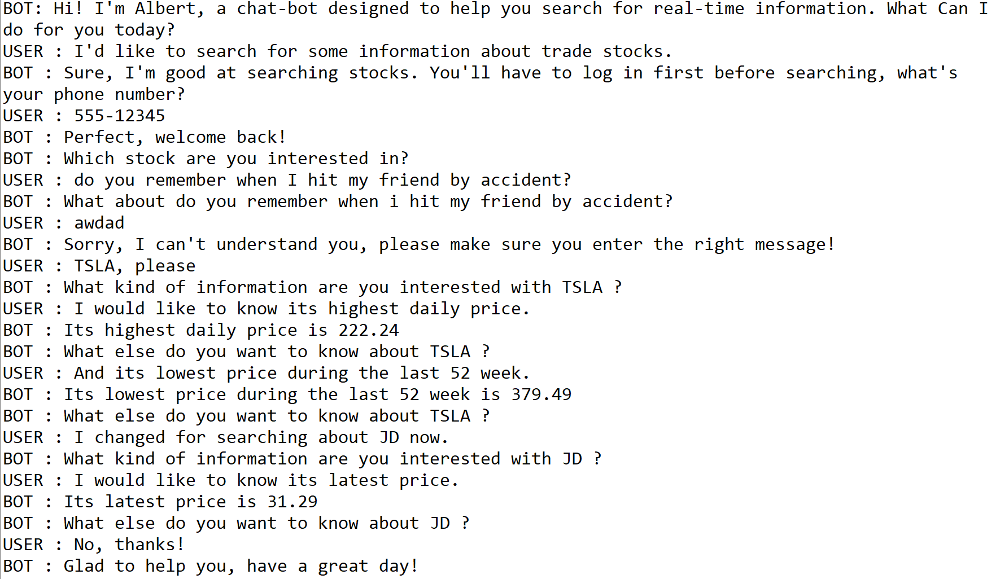 BOT: Hi! I'm Albert, a chat-bot designed to help you search for real-time information. What Can I
do for you today?
USER : I'd like to search for some information about trade stocks.
BOT : Sure, I'm good at searching stocks. You'll have to log in first before searching, what's
your phone number?
USER : 555-12345
BOT : Perfect, welcome back!
BOT : Which stock are you interested in?
USER : do you remember when I hit my friend by accident?
BOT : What about do you remember when i hit my friend by accident?
USER : awdad
BOT : Sorry, I can't understand you, please make sure you enter the right message!
USER : TSLA, please
BOT : What kind of information are you interested with TSLA ?
USER : I would like to know its highest daily price.
BOT : Its highest daily price is 222.24
BOT : What else do you want to know about TSLA ?
USER : And its lowest price during the last 52 week.
BOT : Its lowest price during the last 52 week is 379.49
BOT : What else do you want to know about TSLA ?
USER : I changed for searching about JD now.
BOT : What kind of information are you interested with JD ?
USER : I would like to know its latest price.
BOT : Its latest price is 31.29
BOT : What else do you want to know about JD ?
USER : No, thanks!
BOT : Glad to help you, have a great day!